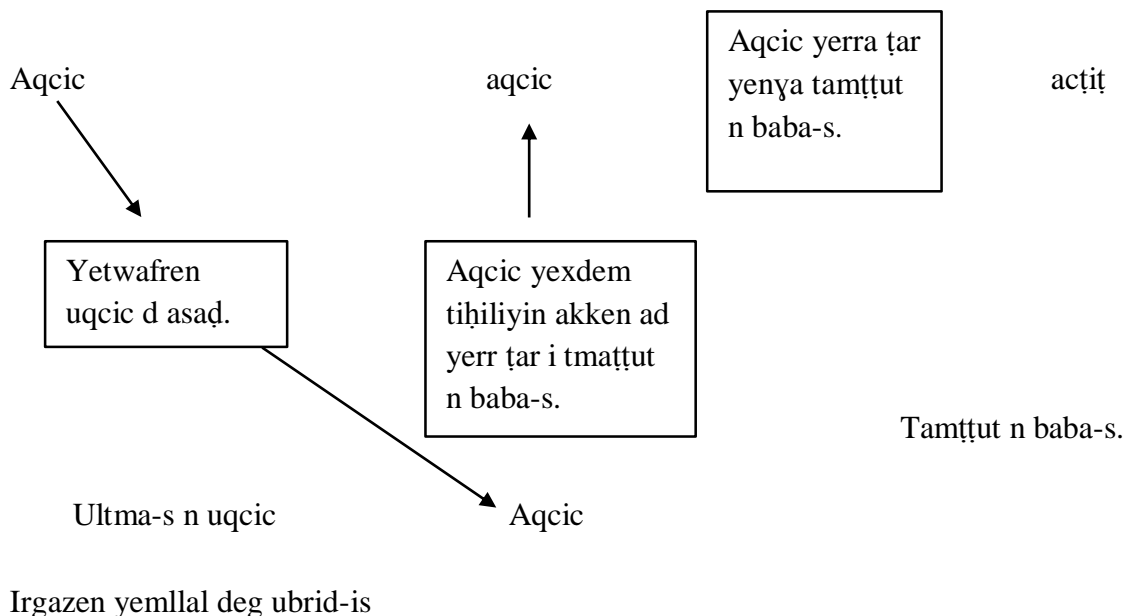 Aqcic
aqcic
Aqcic yerra ṭar
yenɣa tamṭṭut
n baba-s.
acṭiṭ
Yetwafren
uqcic d asaḍ.
Aqcic yexdem
tiḥiliyin akken ad
yerr ṭar i tmaṭṭut
n baba-s.
Tamṭṭut n baba-s.
Ultma-s n uqcic
Aqcic
Irgazen yemllal deg ubrid-is